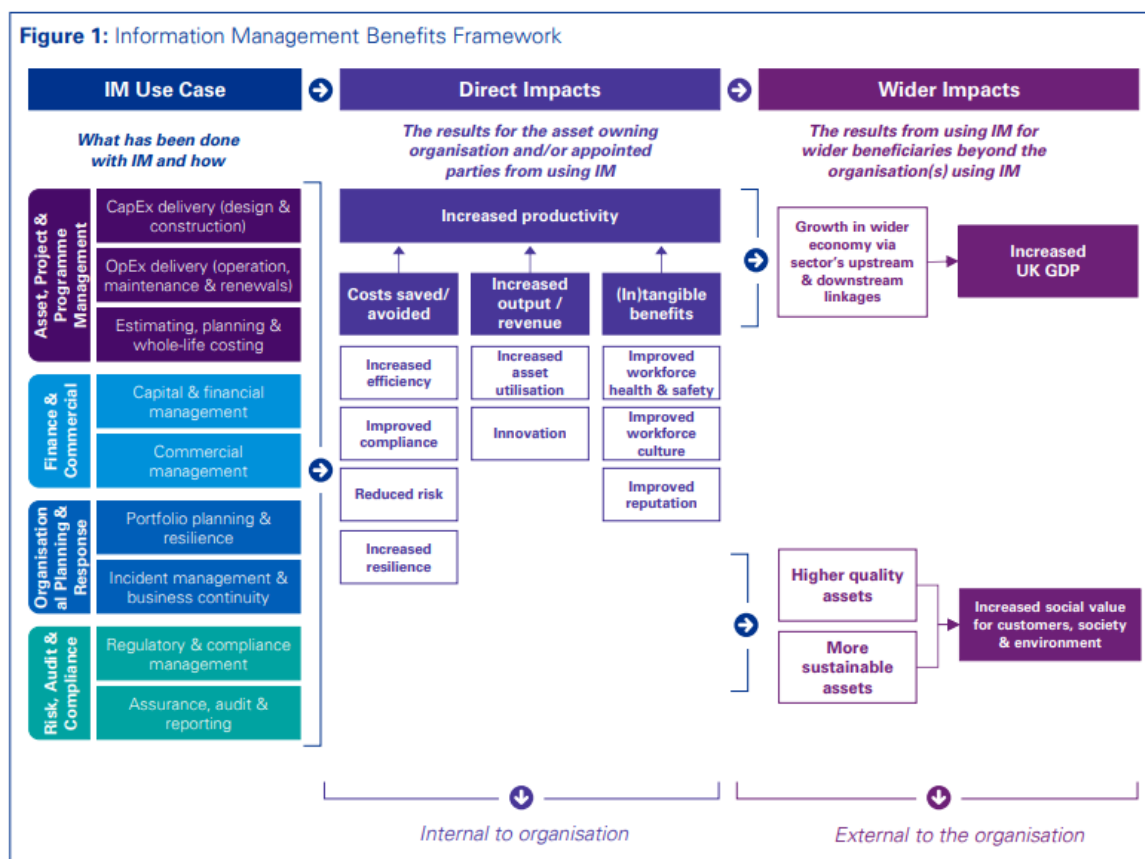 Figure 1: Information Management Benefits Framework
IM Use Case
Direct Impacts
Wider Impacts
What has been done
with IM and how
The results for the asset owning
organisation and/or appointed
parties from using IM
The results from using IM for
wider beneficiaries beyond the
organisation(s) using IM
Asset, Project &
Programme
Management
CapEx delivery (design &
construction)
OpEx delivery (operation,
maintenance & renewals)
Estimating, planning &
whole-life costing
Finance &
Commercial
Capital & financial
management
Commercial
management
Organisation
al Planning &
Response
Portfolio planning &
resilience
Incident management &
business continuity
Risk, Audit &
Compliance
Regulatory & compliance
management
Assurance, audit &
reporting
Increased productivity
Costs saved/
avoided
Increased
output /
revenue
(In)tangible
benefits
Increased
efficiency
Improved
compliance
Reduced risk
Increased
resilience
Increased
asset
utilisation
Innovation
Improved
workforce
health & safety
Improved
workforce
culture
Improved
reputation
Growth in wider
economy via
sector's upstream
& downstream
linkages
Increased
UK GDP
Higher quality
assets
More
sustainable
assets
Increased social value
for customers, society
& environment
Internal to organisation
External to the organisation